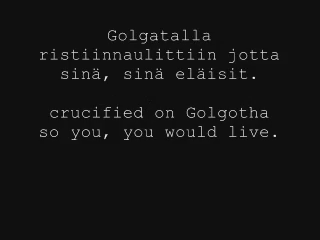 Golgatalla
ristiinnaulittiin jotta
sinä, sinä eläisit.
crucified on Golgotha
so you, you would live.